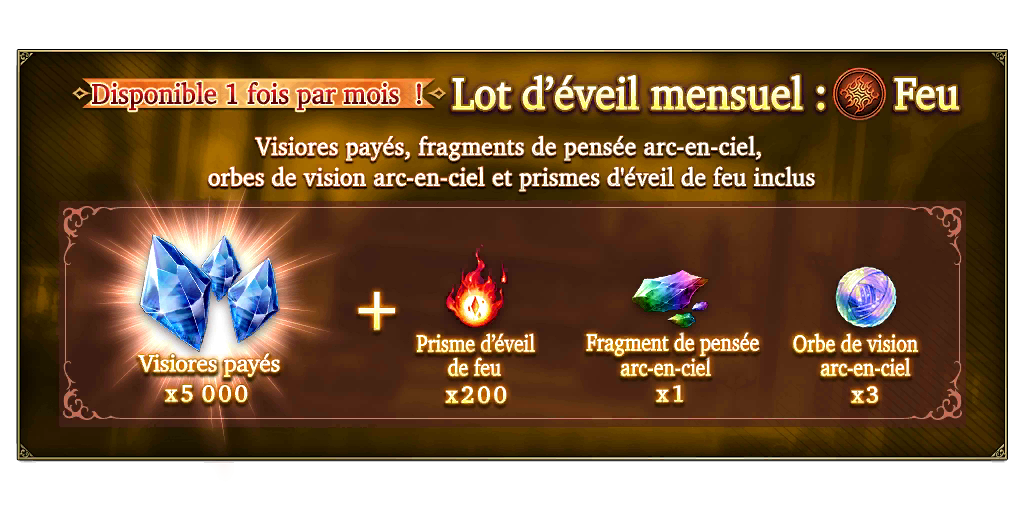 Disponible 1 fois par mois !
Lot d’éveil mensuel : Feu
Visiores payés, fragments de pensée arc-en-ciel,
orbes de vision arc-en-ciel et prismes d'éveil de feu inclus
Visiores payés
x5 000
+
Prisme d’éveil
de feu
x200
Fragment de pensée
arc-en-ciel
x1
Orbe de vision
arc-en-ciel
x3